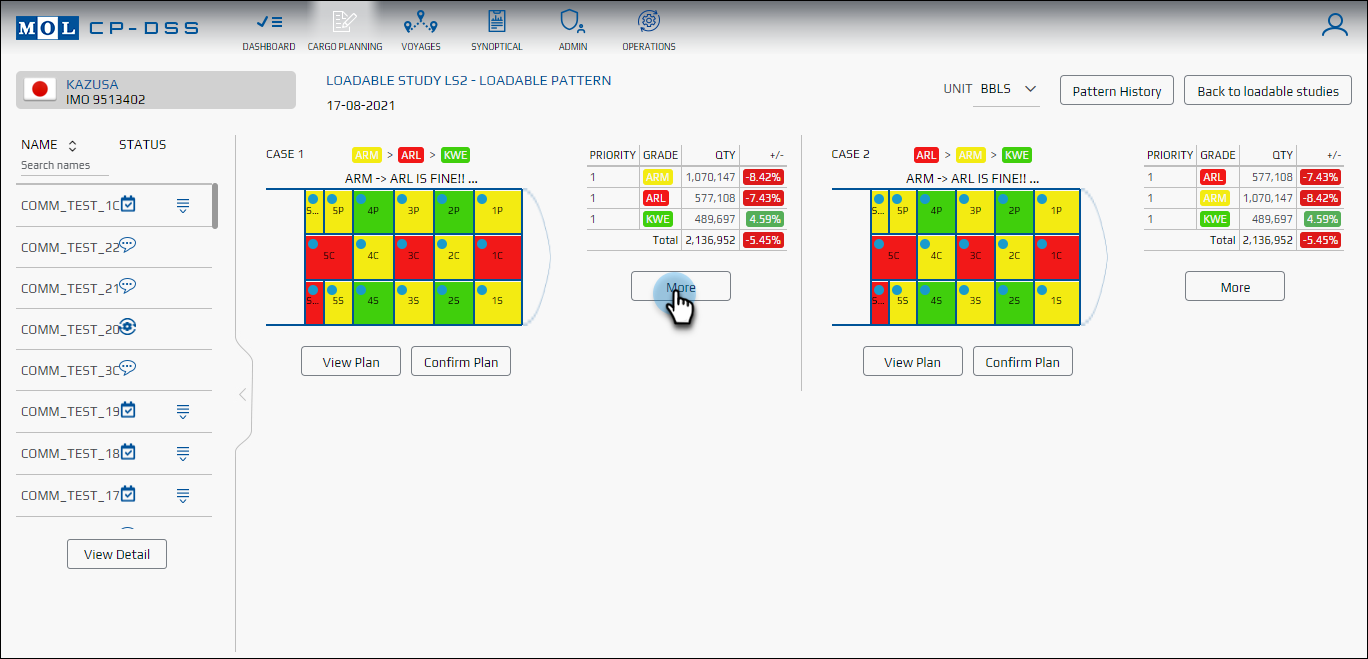 MOL CP-DSS
DASHBOARD CARGO PLANNING VOYAGES SYNOPTICAL ADMIN OPERATIONS
KAZUSA
IMO 9513402
LOADABLE STUDY LS2 - LOADABLE PATTERN
17-08-2021
UNIT BBLS
Pattern History
Back to loadable studies
NAME STATUS
Search names
COMM_TEST_1C
COMM_TEST_22
COMM_TEST_21
COMM_TEST_20
COMM_TEST_3C
COMM_TEST_19
COMM_TEST_18
COMM_TEST_17
View Detail
CASE 1 ARM > ARL > KWE
ARM -> ARL IS FINE!! ...
S... 5P 4P 3P 2P 1P
5C 4C 3C 2C 1C
S... 5S 4S 3S 2S 1S
View Plan Confirm Plan
PRIORITY GRADE QTY +/-
1 ARM 1,070,147 -8.42%
1 ARL 577,108 -7.43%
1 KWE 489,697 4.59%
Total 2,136,952 -5.45%
More
CASE 2 ARL > ARM > KWE
ARM -> ARL IS FINE!! ...
S... 5P 4P 3P 2P 1P
5C 4C 3C 2C 1C
S... 5S 4S 3S 2S 1S
View Plan Confirm Plan
PRIORITY GRADE QTY +/-
1 ARL 577,108 -7.43%
1 ARM 1,070,147 -8.42%
1 KWE 489,697 4.59%
Total 2,136,952 -5.45%
More